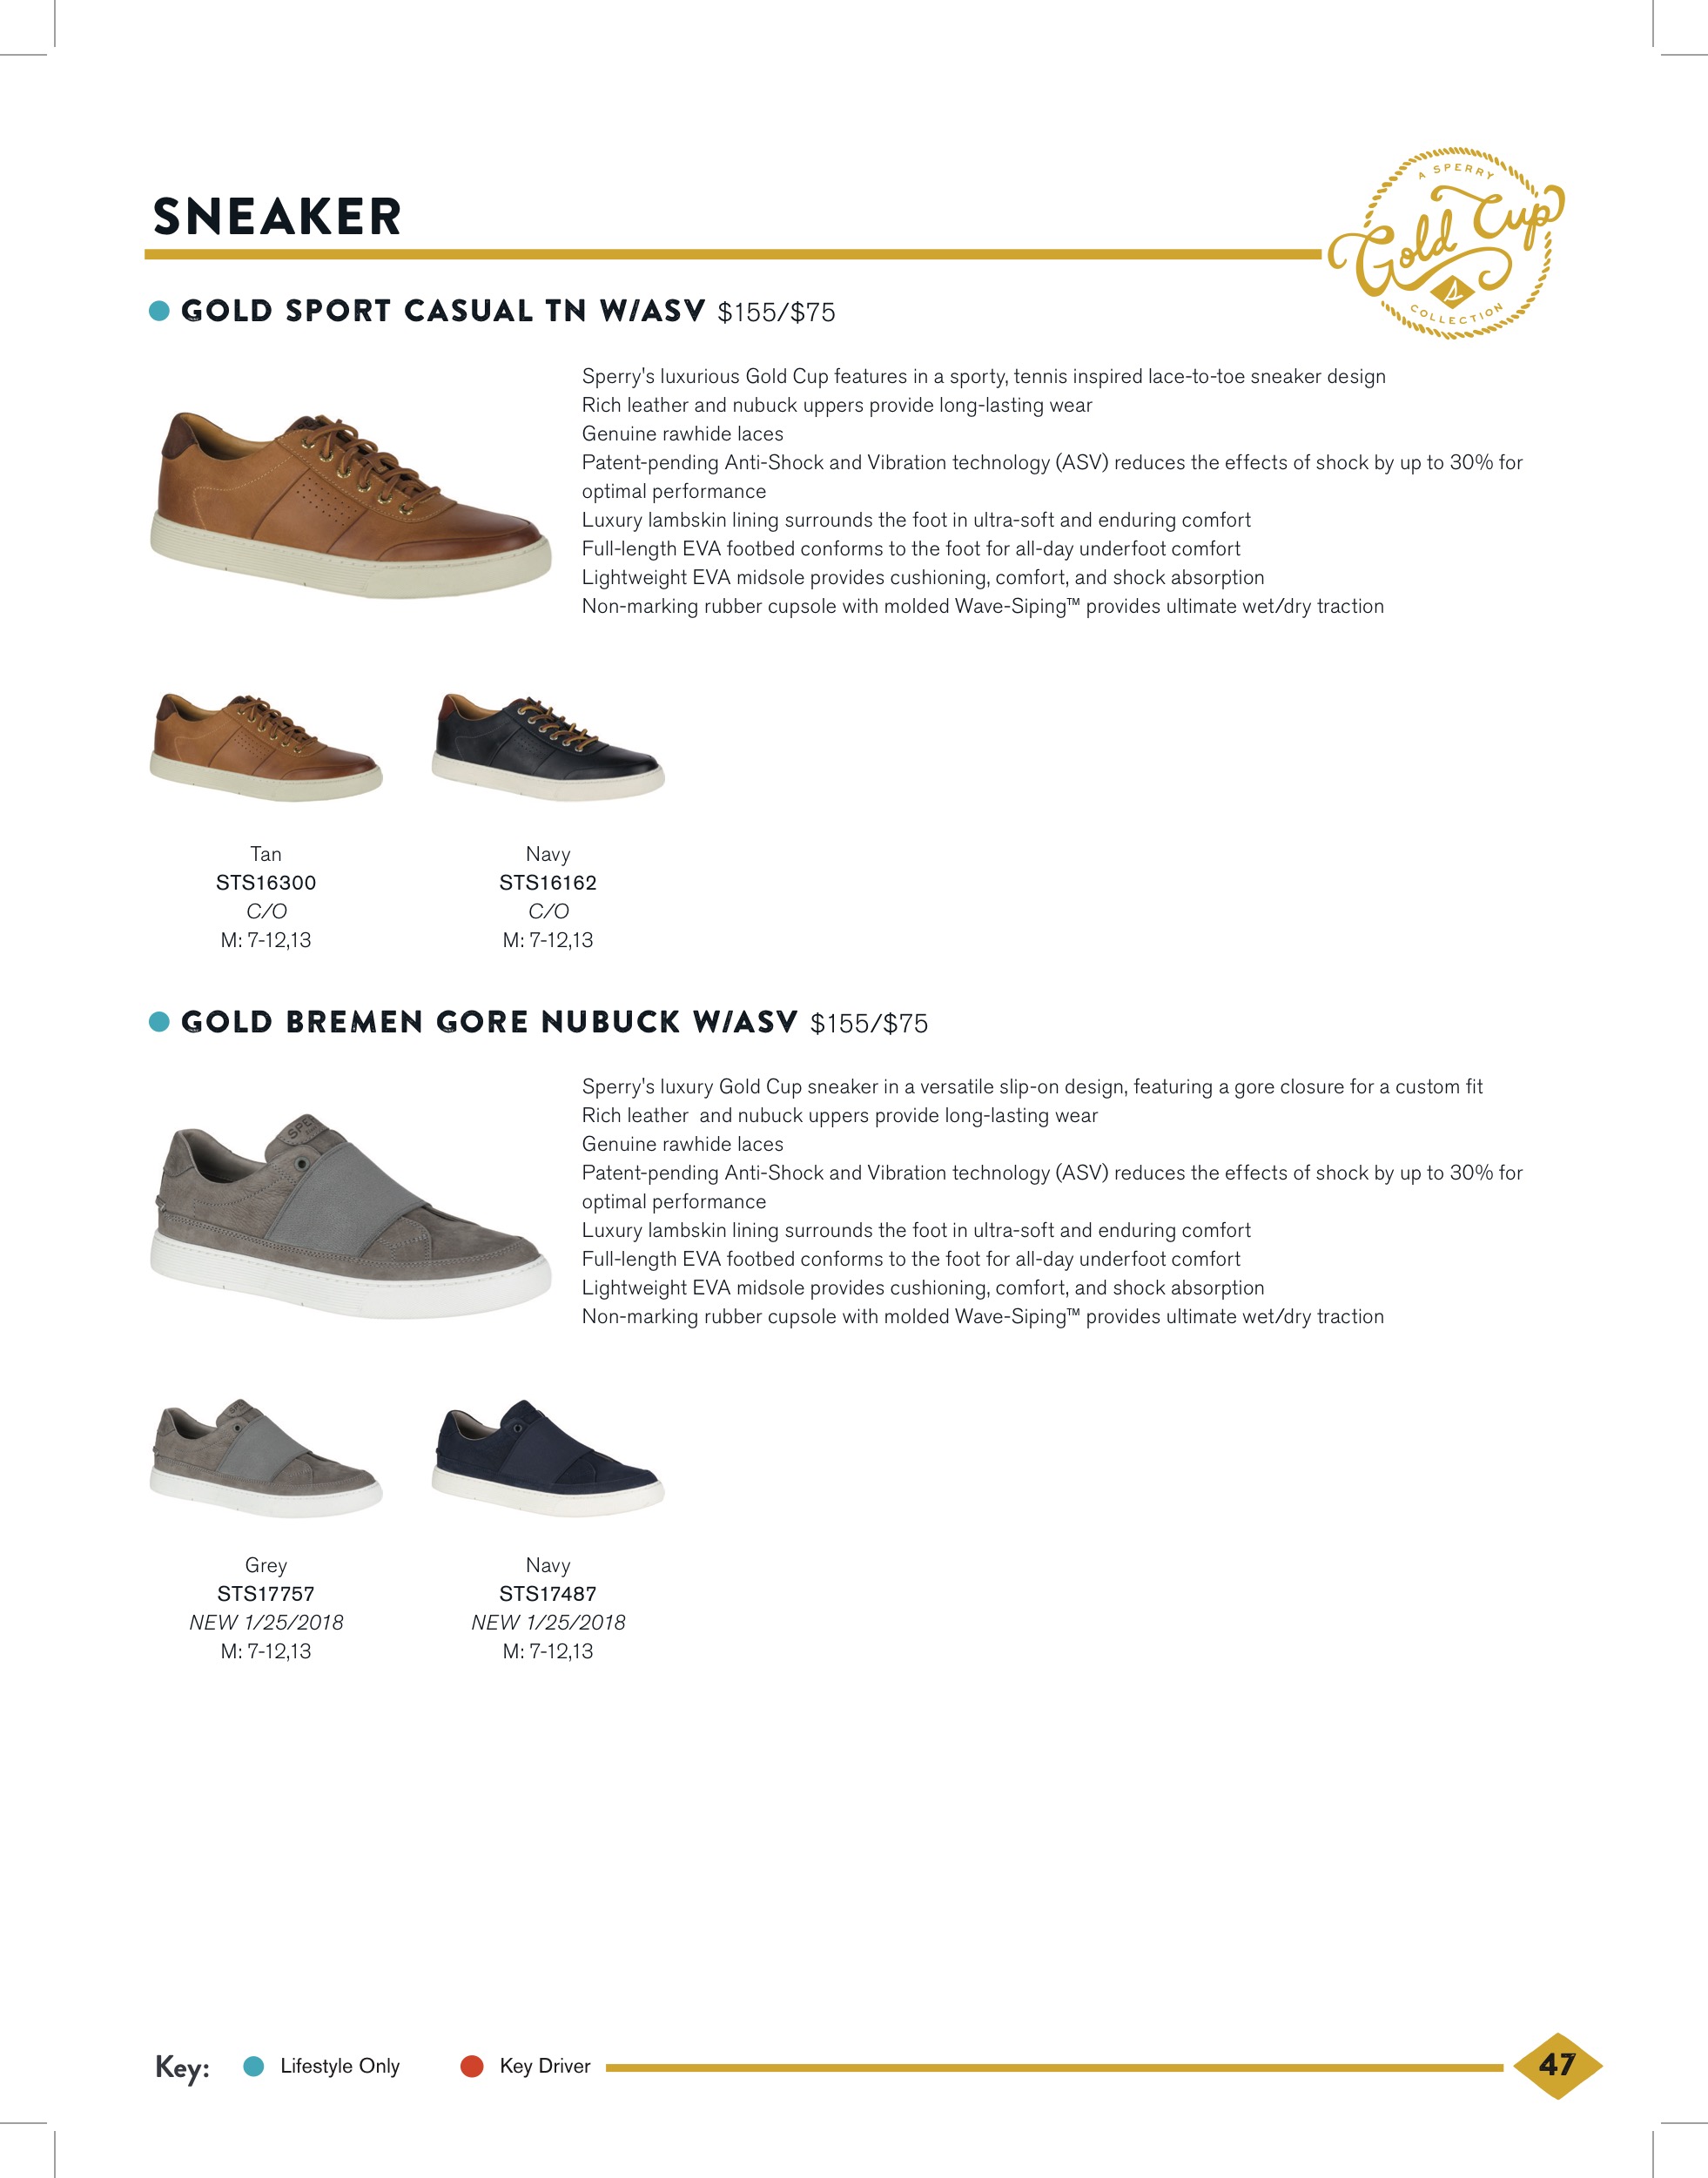 SNEAKER
A SPERRY
Gold Cup
COLLECTION
GOLD SPORT CASUAL TN W/ASV $155/$75
Sperry's luxurious Gold Cup features in a sporty, tennis inspired lace-to-toe sneaker design
Rich leather and nubuck uppers provide long-lasting wear
Genuine rawhide laces
Patent-pending Anti-Shock and Vibration technology (ASV) reduces the effects of shock by up to 30% for
optimal performance
Luxury lambskin lining surrounds the foot in ultra-soft and enduring comfort
Full-length EVA footbed conforms to the foot for all-day underfoot comfort
Lightweight EVA midsole provides cushioning, comfort, and shock absorption
Non-marking rubber cupsole with molded Wave-Siping™ provides ultimate wet/dry traction
Tan
STS16300
C/O
M: 7-12,13
Navy
STS16162
C/O
M: 7-12,13
GOLD BREMEN GORE NUBUCK W/ASV $155/$75
Sperry's luxury Gold Cup sneaker in a versatile slip-on design, featuring a gore closure for a custom fit
Rich leather  and nubuck uppers provide long-lasting wear
Genuine rawhide laces
Patent-pending Anti-Shock and Vibration technology (ASV) reduces the effects of shock by up to 30% for
optimal performance
Luxury lambskin lining surrounds the foot in ultra-soft and enduring comfort
Full-length EVA footbed conforms to the foot for all-day underfoot comfort
Lightweight EVA midsole provides cushioning, comfort, and shock absorption
Non-marking rubber cupsole with molded Wave-Siping™ provides ultimate wet/dry traction
Grey
STS17757
NEW 1/25/2018
M: 7-12,13
Navy
STS17487
NEW 1/25/2018
M: 7-12,13
Key:
Lifestyle Only
Key Driver
47